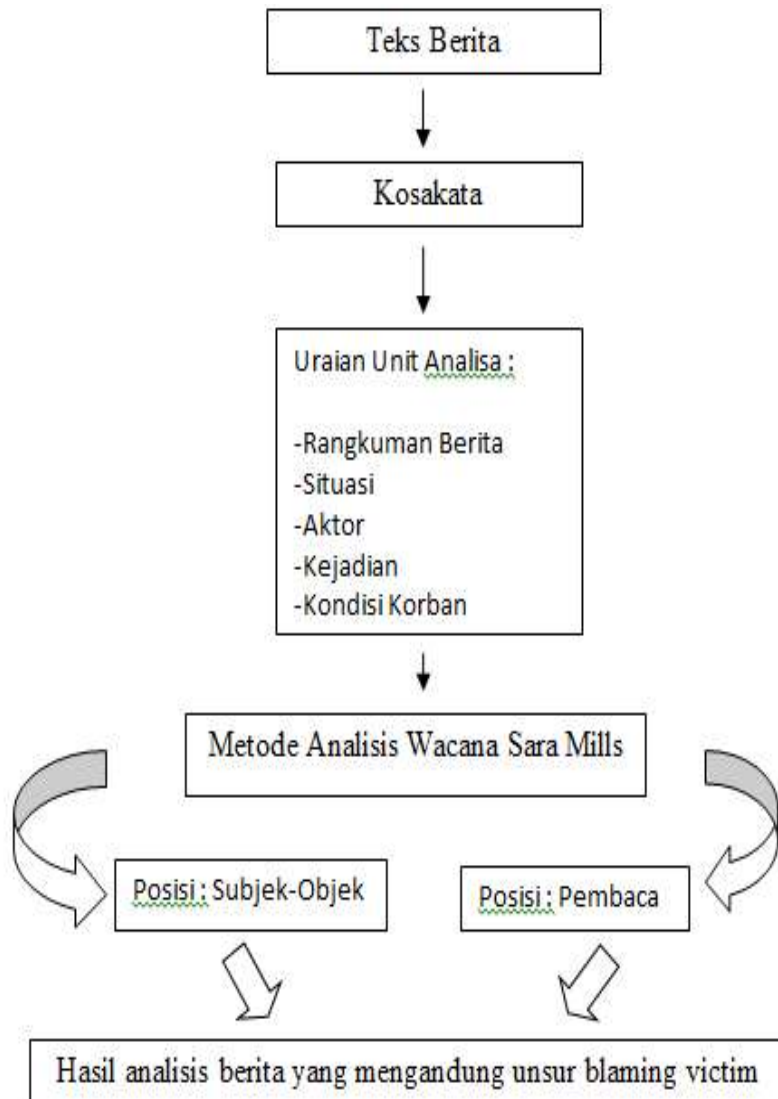 Teks Berita
Kosakata
Uraian Unit Analisa :
-Rangkuman Berita
-Situasi
-Aktor
-Kejadian
-Kondisi Korban
Metode Analisis Wacana Sara Mills
Posisi : Subjek-Objek
Posisi : Pembaca
Hasil analisis berita yang mengandung unsur blaming victim